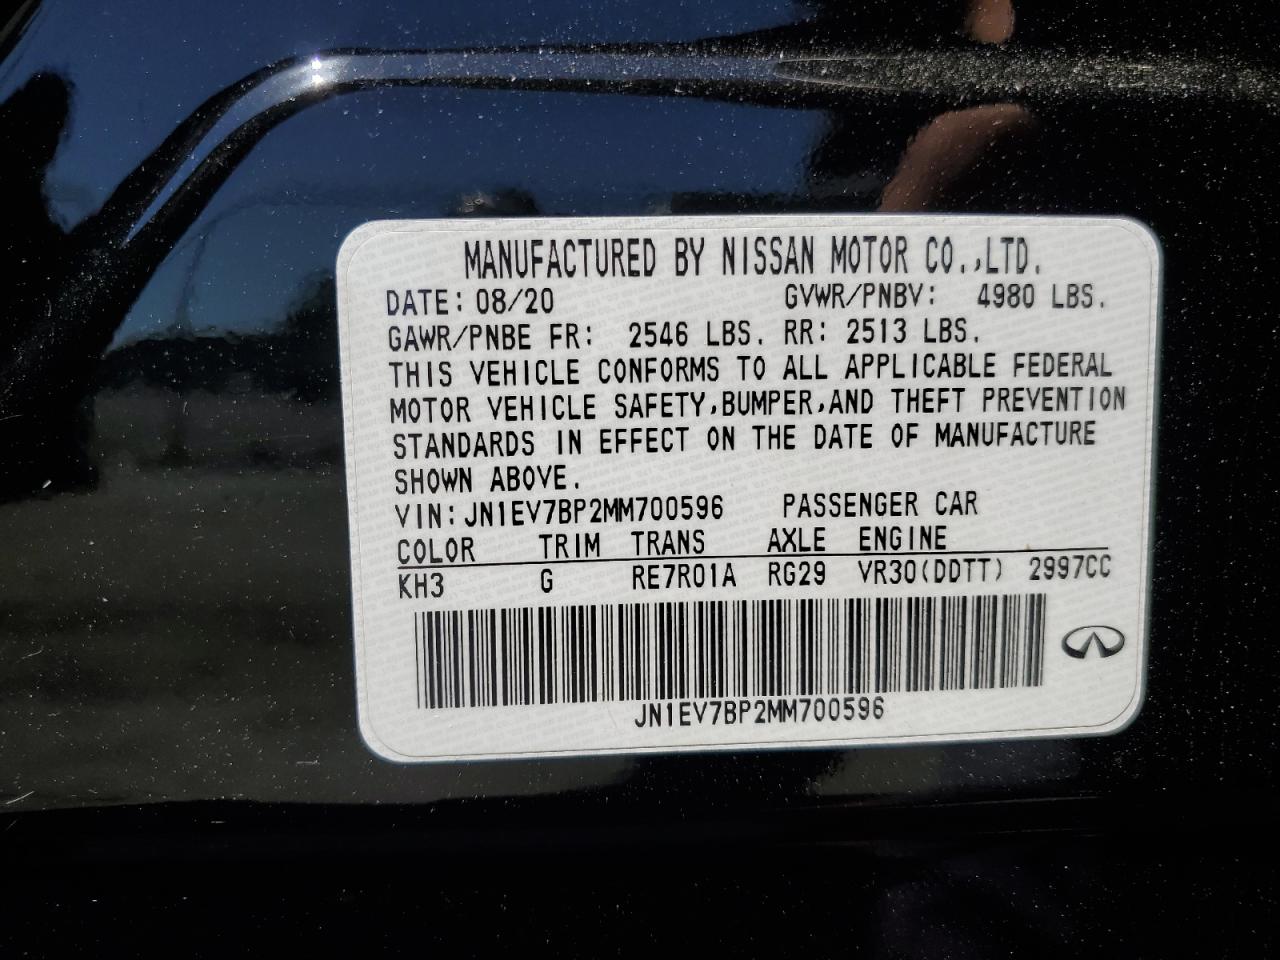 MANUFACTURED BY NISSAN MOTOR CO.,LTD.
DATE: 08/20 GVWR/PNBV: 4980 LBS.
GAWR/PNBE FR: 2546 LBS. RR: 2513 LBS.
THIS VEHICLE CONFORMS TO ALL APPLICABLE FEDERAL
MOTOR VEHICLE SAFETY,BUMPER,AND THEFT PREVENTION
STANDARDS IN EFFECT ON THE DATE OF MANUFACTURE
SHOWN ABOVE.
VIN: JN1EV7BP2MM700596 PASSENGER CAR
COLOR TRIM TRANS AXLE ENGINE
KH3 G RE7R01A RG29 VR30(DDTT) 2997CC
JN1EV7BP2MM700596